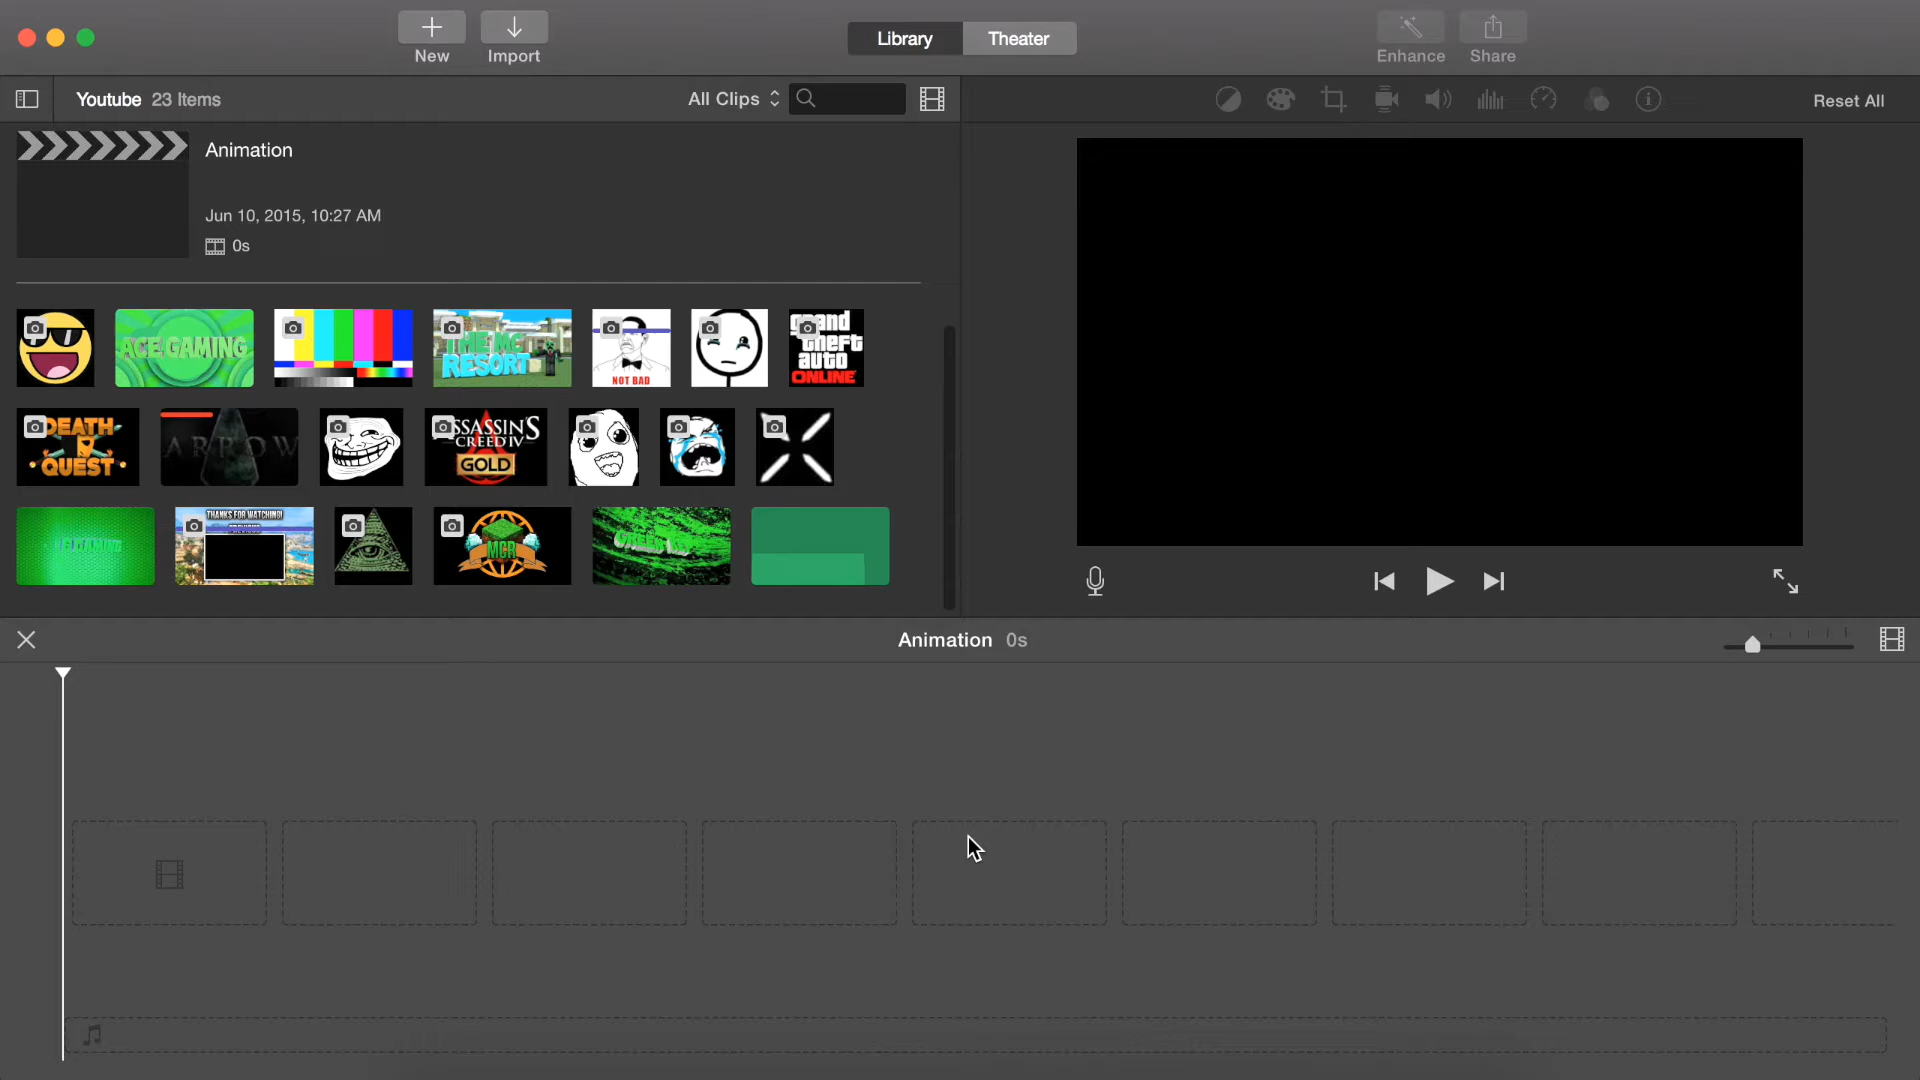 New
Import
Library
Theater
Enhance
Share
Youtube 23 Items
All Clips
Reset All
Animation
Jun 10, 2015, 10:27 AM
0s
ACE GAMING
THE MC
RESORT
NOT BAD
grand
theft
auto
ONLINE
DEATH
QUEST
ARROW
ASSASSIN'S
CREED IV
GOLD
THANKS FOR WATCHING!
MCR
Animation 0s